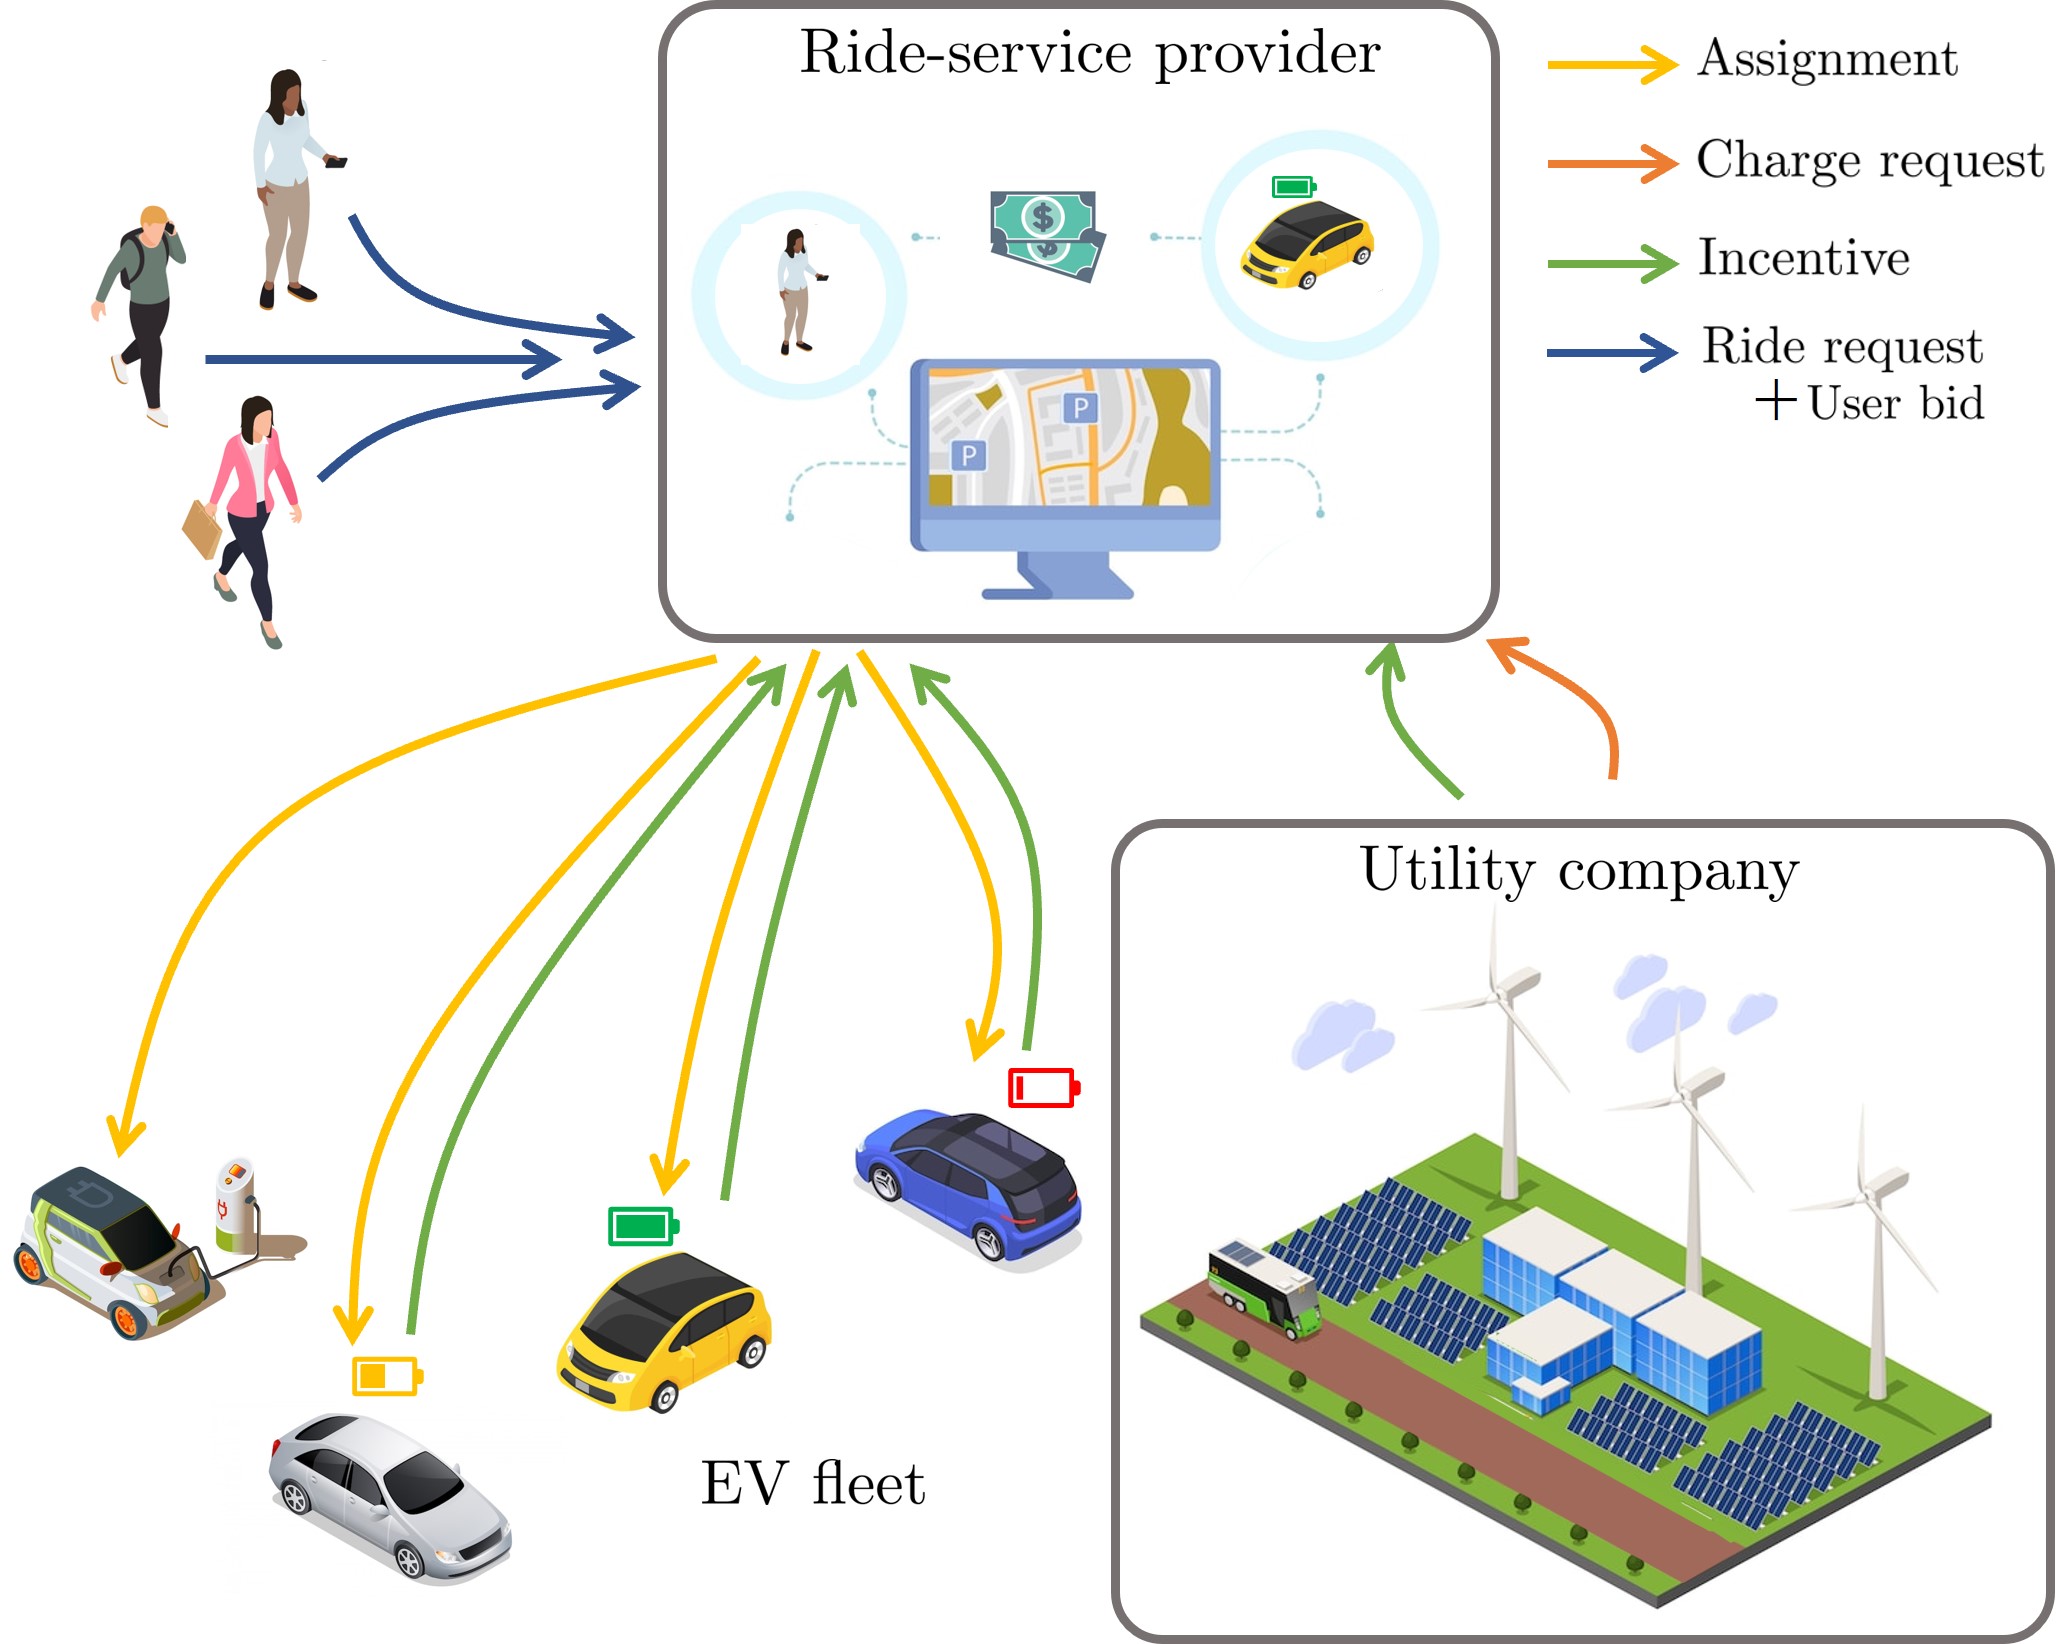 Ride-service provider
Assignment
Charge request
Incentive
Ride request
+ User bid
$
$
P
P
Utility company
EV fleet